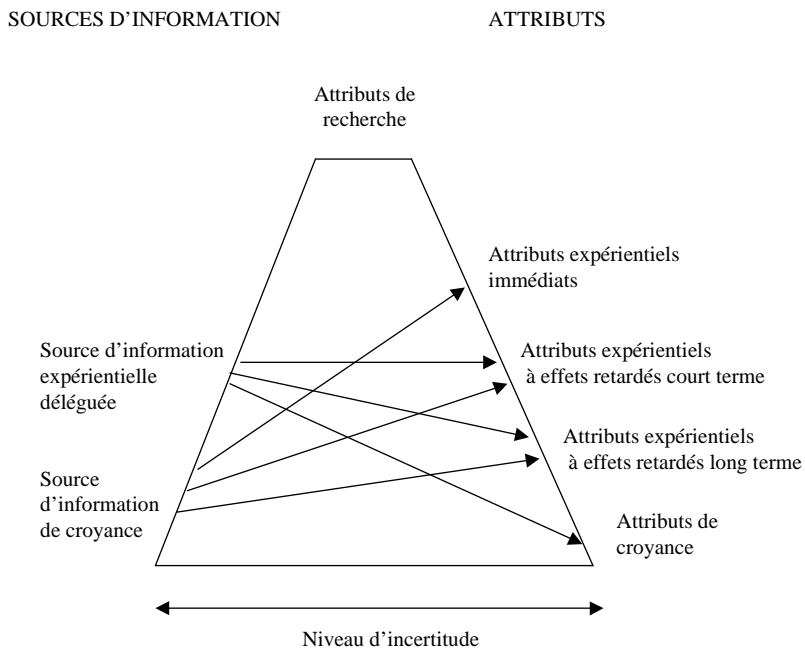 SOURCES D’INFORMATION
ATTRIBUTS
Attributs de
recherche
Attributs expérientiels
immédiats
Source d’information
expérientielle
déléguée
Attributs expérientiels
à effets retardés court terme
Attributs expérientiels
à effets retardés long terme
Source
d’information
de croyance
Attributs de
croyance
Niveau d’incertitude